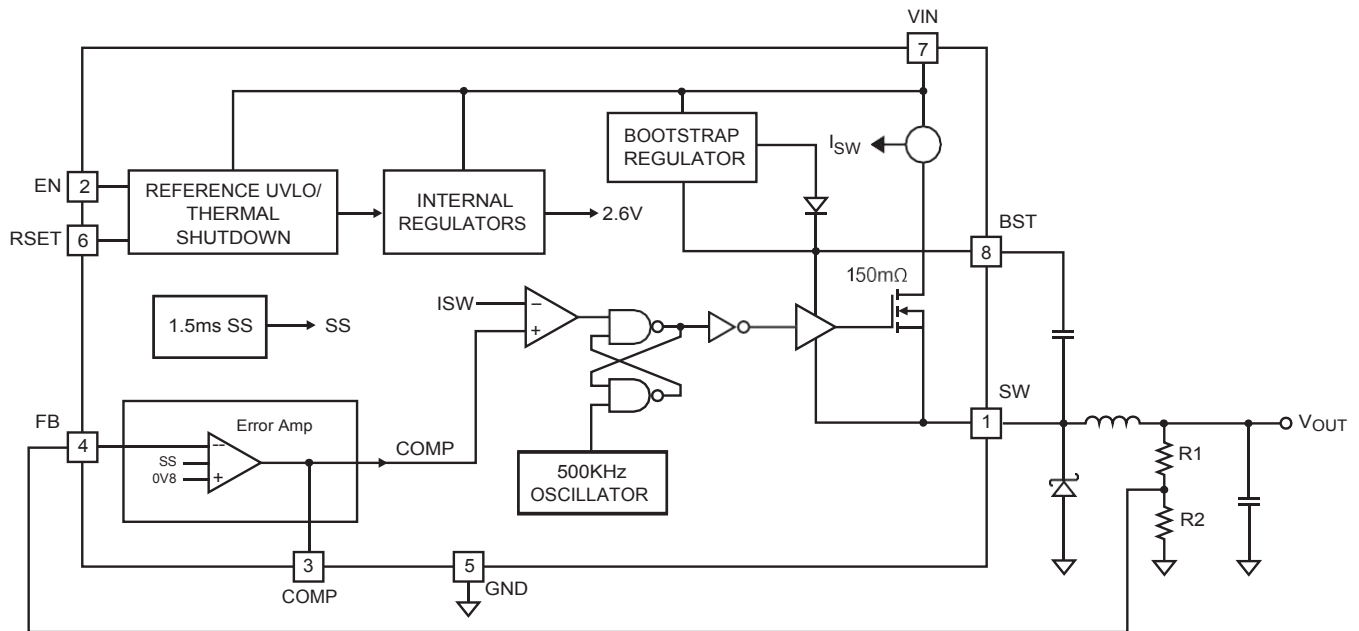 VIN
7
BOOTSTRAP
REGULATOR
ISW
EN
2
REFERENCE UVLO/
THERMAL
SHUTDOWN
INTERNAL
REGULATORS
2.6V
RSET
6
BST
8
150mΩ
1.5ms SS
SS
ISW
−
+
FB
4
Error Amp
--
SS
0V8
+
COMP
500KHz
OSCILLATOR
SW
1
VOUT
R1
R2
3
COMP
5
GND